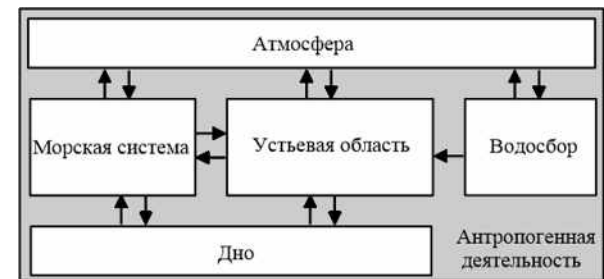 Атмосфера
Морская система
Устьевая область
Водосбор
Дно
Антропогенная
деятельность